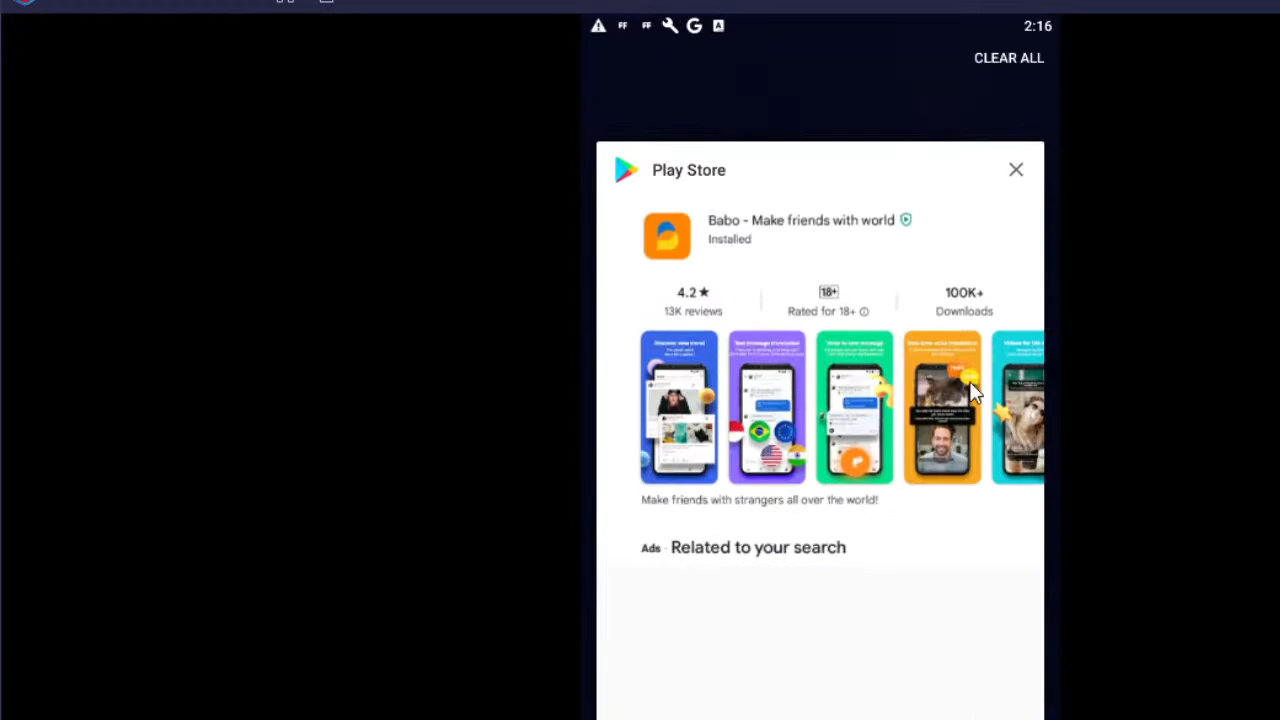 2:16
CLEAR ALL
Play Store
Babo - Make friends with world
Installed
4.2★
13K reviews
18+
Rated for 18+
100K+
Downloads
Make friends with strangers all over the world!
Ads · Related to your search